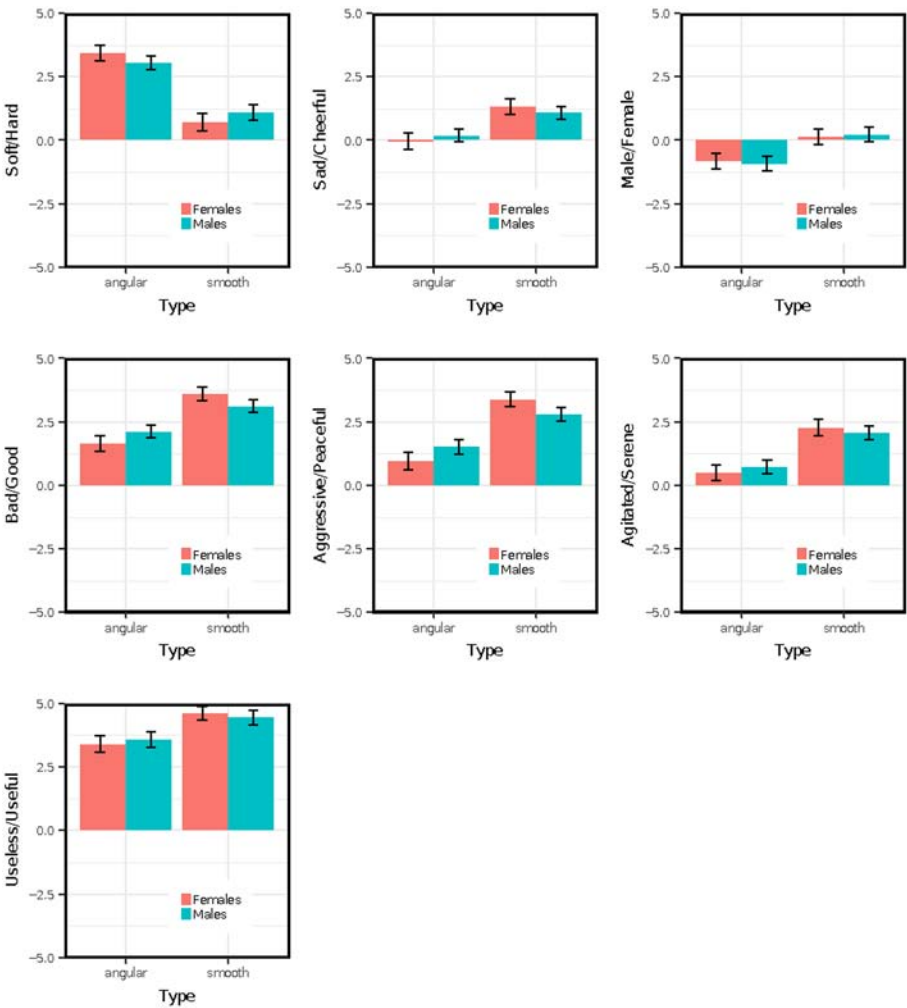 Soft/Hard
5.0
2.5
0.0
−2.5
−5.0
Females
Males
angular smooth
Type
Sad/Cheerful
5.0
2.5
0.0
−2.5
−5.0
Females
Males
angular smooth
Type
Male/Female
5.0
2.5
0.0
−2.5
−5.0
Females
Males
angular smooth
Type
Bad/Good
5.0
2.5
0.0
−2.5
−5.0
Females
Males
angular smooth
Type
Aggressive/Peaceful
5.0
2.5
0.0
−2.5
−5.0
Females
Males
angular smooth
Type
Agitated/Serene
5.0
2.5
0.0
−2.5
−5.0
Females
Males
angular smooth
Type
Useless/Useful
5.0
2.5
0.0
−2.5
−5.0
Females
Males
angular smooth
Type